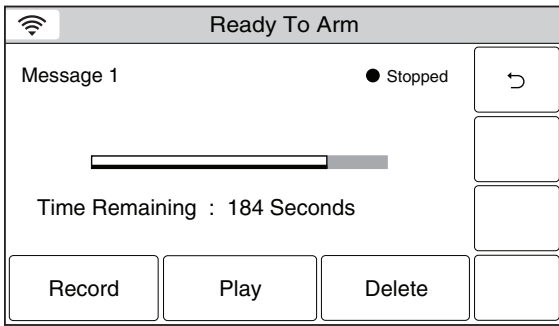 Ready To Arm
Message 1
Stopped
Time Remaining : 184 Seconds
Record
Play
Delete